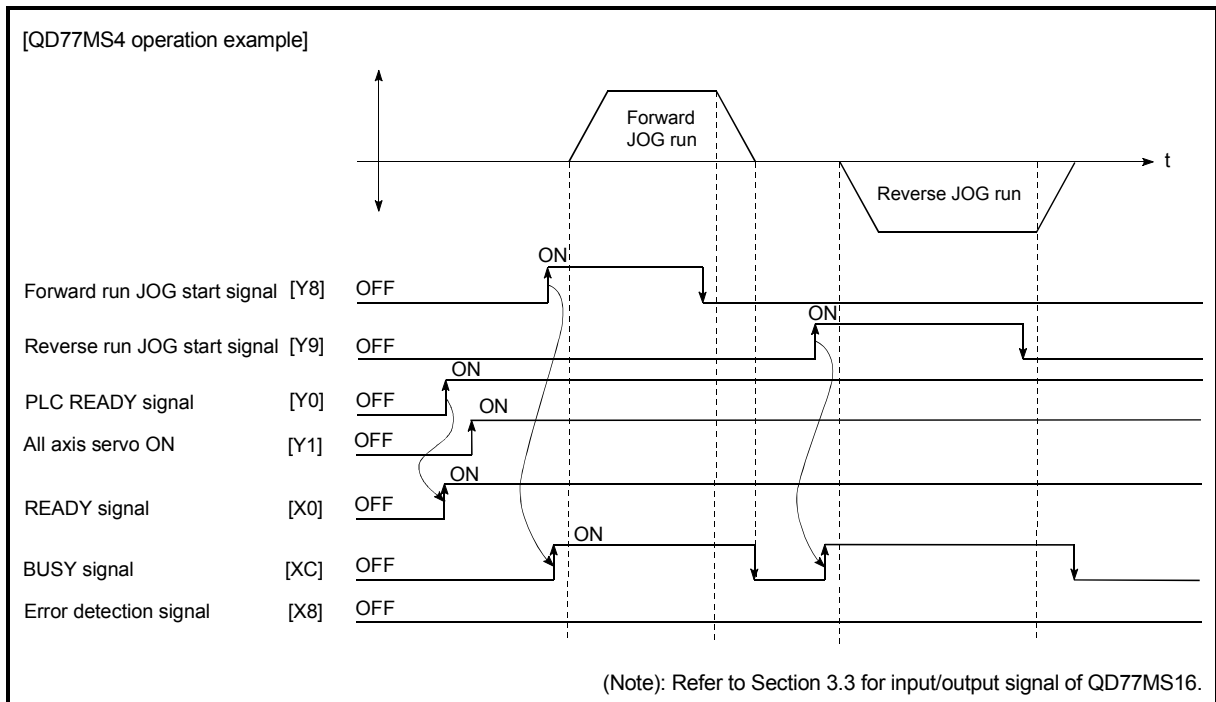 [QD77MS4 operation example]
Forward
JOG run
t
Reverse JOG run
ON
Forward run JOG start signal [Y8] OFF
ON
Reverse run JOG start signal [Y9] OFF
ON
PLC READY signal [Y0] OFF
ON
All axis servo ON [Y1] OFF
ON
READY signal [X0] OFF
ON
BUSY signal [XC] OFF
Error detection signal [X8] OFF
(Note): Refer to Section 3.3 for input/output signal of QD77MS16.